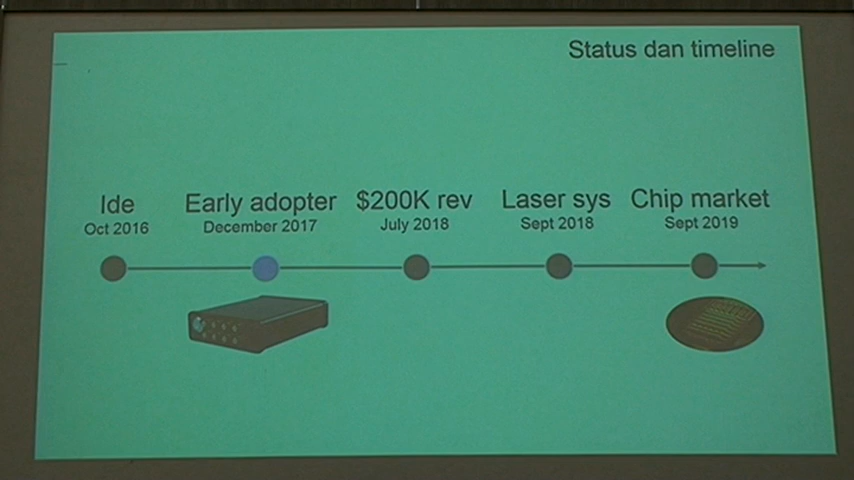 Status dan timeline
Ide
Oct 2016
Early adopter
December 2017
$200K rev
July 2018
Laser sys
Sept 2018
Chip market
Sept 2019